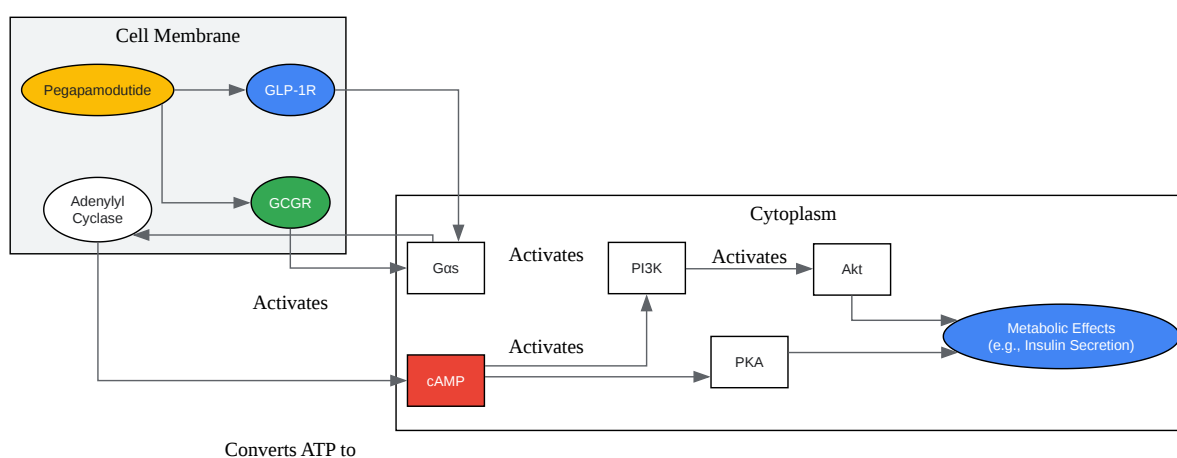 Cell Membrane
Pegapamodutide
GLP-1R
Adenylyl
Cyclase
GCGR
Cytoplasm
Gαs
Activates
PI3K
Activates
Akt
Activates
Metabolic Effects
(e.g., Insulin Secretion)
Activates
PKA
cAMP
Converts ATP to